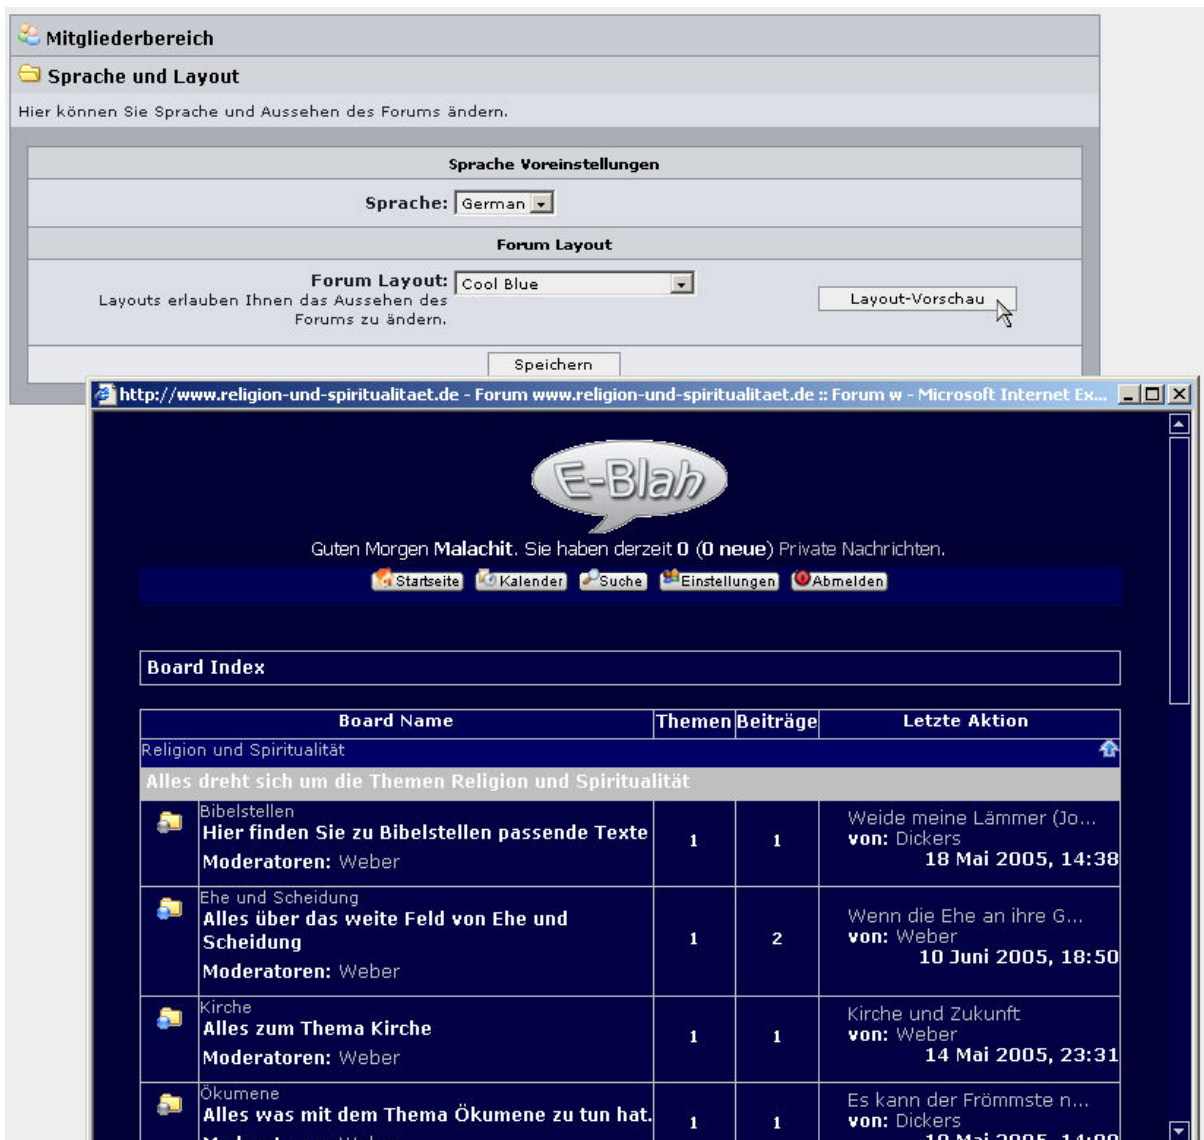 Mitgliederbereich
Sprache und Layout
Hier können Sie Sprache und Aussehen des Forums ändern.
Sprache Voreinstellungen
Sprache: German
Forum Layout
Forum Layout: Cool Blue
Layouts erlauben Ihnen das Aussehen des
Forums zu ändern.
Layout-Vorschau
Speichern
http://www.religion-und-spiritualitaet.de - Forum www.religion-und-spiritualitaet.de :: Forum w - Microsoft Internet Ex...
E-Blah
Guten Morgen Malachit. Sie haben derzeit 0 (0 neue) Private Nachrichten.
Startseite Kalender Suche Einstellungen Abmelden
Board Index
Board Name Themen Beiträge Letzte Aktion
Religion und Spiritualität
Alles dreht sich um die Themen Religion und Spiritualität
Bibelstellen
Hier finden Sie zu Bibelstellen passende Texte
Moderatoren: Weber
1 1
Weide meine Lämmer (Jo...
von: Dickers
18 Mai 2005, 14:38
Ehe und Scheidung
Alles über das weite Feld von Ehe und
Scheidung
Moderatoren: Weber
1 2
Wenn die Ehe an ihre G...
von: Weber
10 Juni 2005, 18:50
Kirche
Alles zum Thema Kirche
Moderatoren: Weber
1 1
Kirche und Zukunft
von: Weber
14 Mai 2005, 23:31
Ökumene
Alles was mit dem Thema Ökumene zu tun hat.
1 1
Es kann der Frömmste n...
von: Dickers